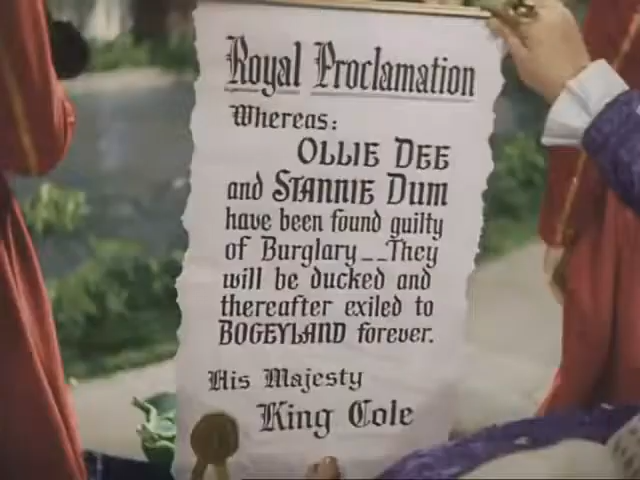 Royal Proclamation
Whereas:
OLLIE DEE
and STANNIE DUM
have been found guilty
of Burglary__They
will be ducked and
thereafter exiled to
BOGEYLAND forever.
His Majesty
King Cole